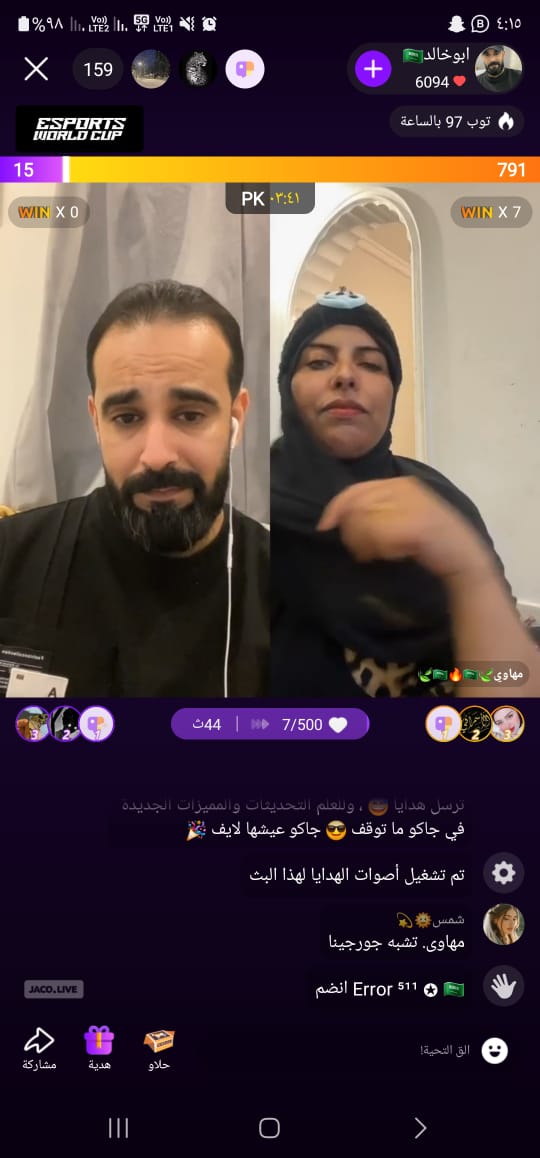 ٤:١٥
%٩٨
Vo)) LTE2
5G
Vo)) LTE1
ابوخالد🇸🇦
6094
159
توب 97 بالساعة
ESPORTS
WORLD CUP
15
791
WIN X 0
PK ٠٣:٤١
WIN X 7
A
مهاوي🌿🇸🇦🔥🇸🇦🌿
3 2 1
44ث | 7/500
1 2 3
ترسل هدايا 🤩 ، وللعلم التحديثات والمميزات الجديدة
في جاكو ما توقف 😎 جاكو عيشها لايف 🎉
تم تشغيل أصوات الهدايا لهذا البث
شمس🌞💫
مهاوى. تشبه جورجينا
🇸🇦 ✪ Error ⁵¹¹ انضم
JACO.LIVE
الق التحية!
حلاو
هدية
مشاركة